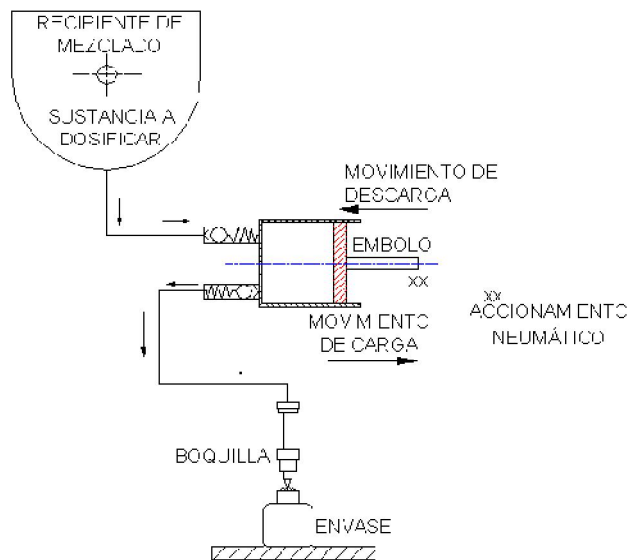 RECIPIENTE DE
MEZCLADO
SUSTANCIA A
DOSIFICAR
MOVIMIENTO DE
DESCARGA
EMBOLO
XX
XX
ACCIONAMIENTO
NEUMÁTICO
MOVIMIENTO
DE CARGA
BOQUILLA
ENVASE